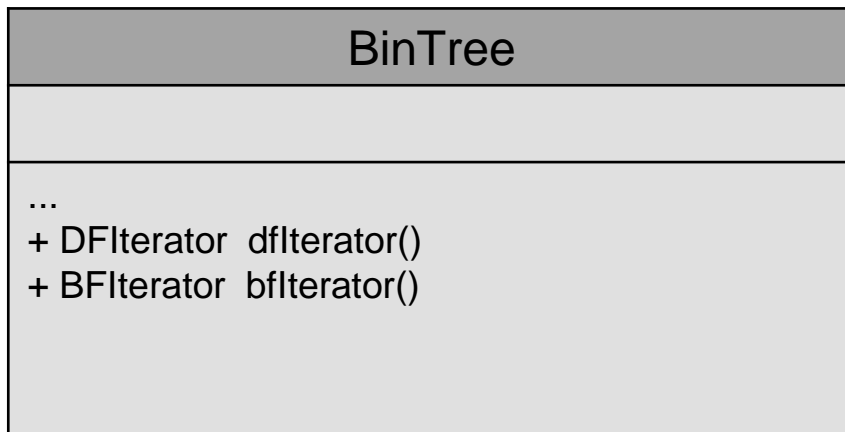 BinTree
...
+ DFIterator dfIterator()
+ BFIterator bfIterator()